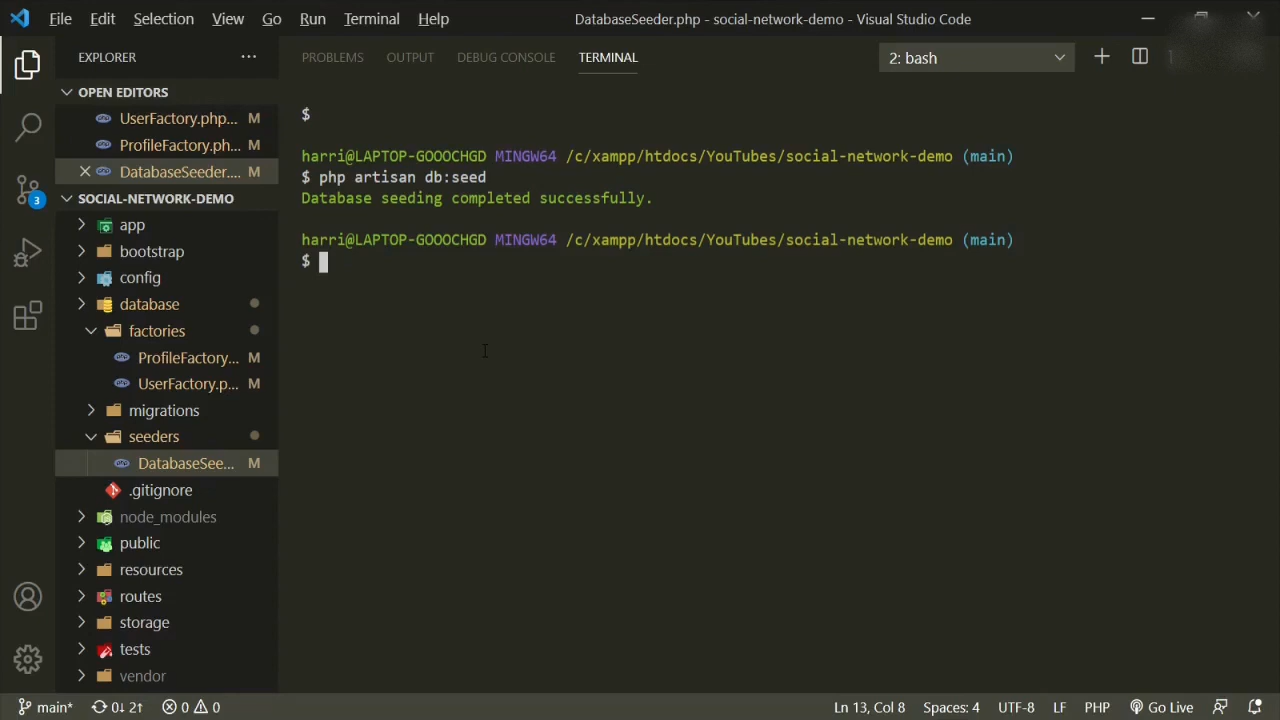 File Edit Selection View Go Run Terminal Help DatabaseSeeder.php - social-network-demo - Visual Studio Code
EXPLORER ... PROBLEMS OUTPUT DEBUG CONSOLE TERMINAL 2: bash
OPEN EDITORS
UserFactory.php... M
ProfileFactory.ph... M
DatabaseSeeder.... M
SOCIAL-NETWORK-DEMO
app
bootstrap
config
database
factories
ProfileFactory... M
UserFactory.p... M
migrations
seeders
DatabaseSee... M
.gitignore
node_modules
public
resources
routes
storage
tests
vendor
$
harri@LAPTOP-GOOOCHGD MINGW64 /c/xampp/htdocs/YouTubes/social-network-demo (main)
$ php artisan db:seed
Database seeding completed successfully.
harri@LAPTOP-GOOOCHGD MINGW64 /c/xampp/htdocs/YouTubes/social-network-demo (main)
$
3
main* 0↓ 2↑ 0 0 Ln 13, Col 8 Spaces: 4 UTF-8 LF PHP Go Live